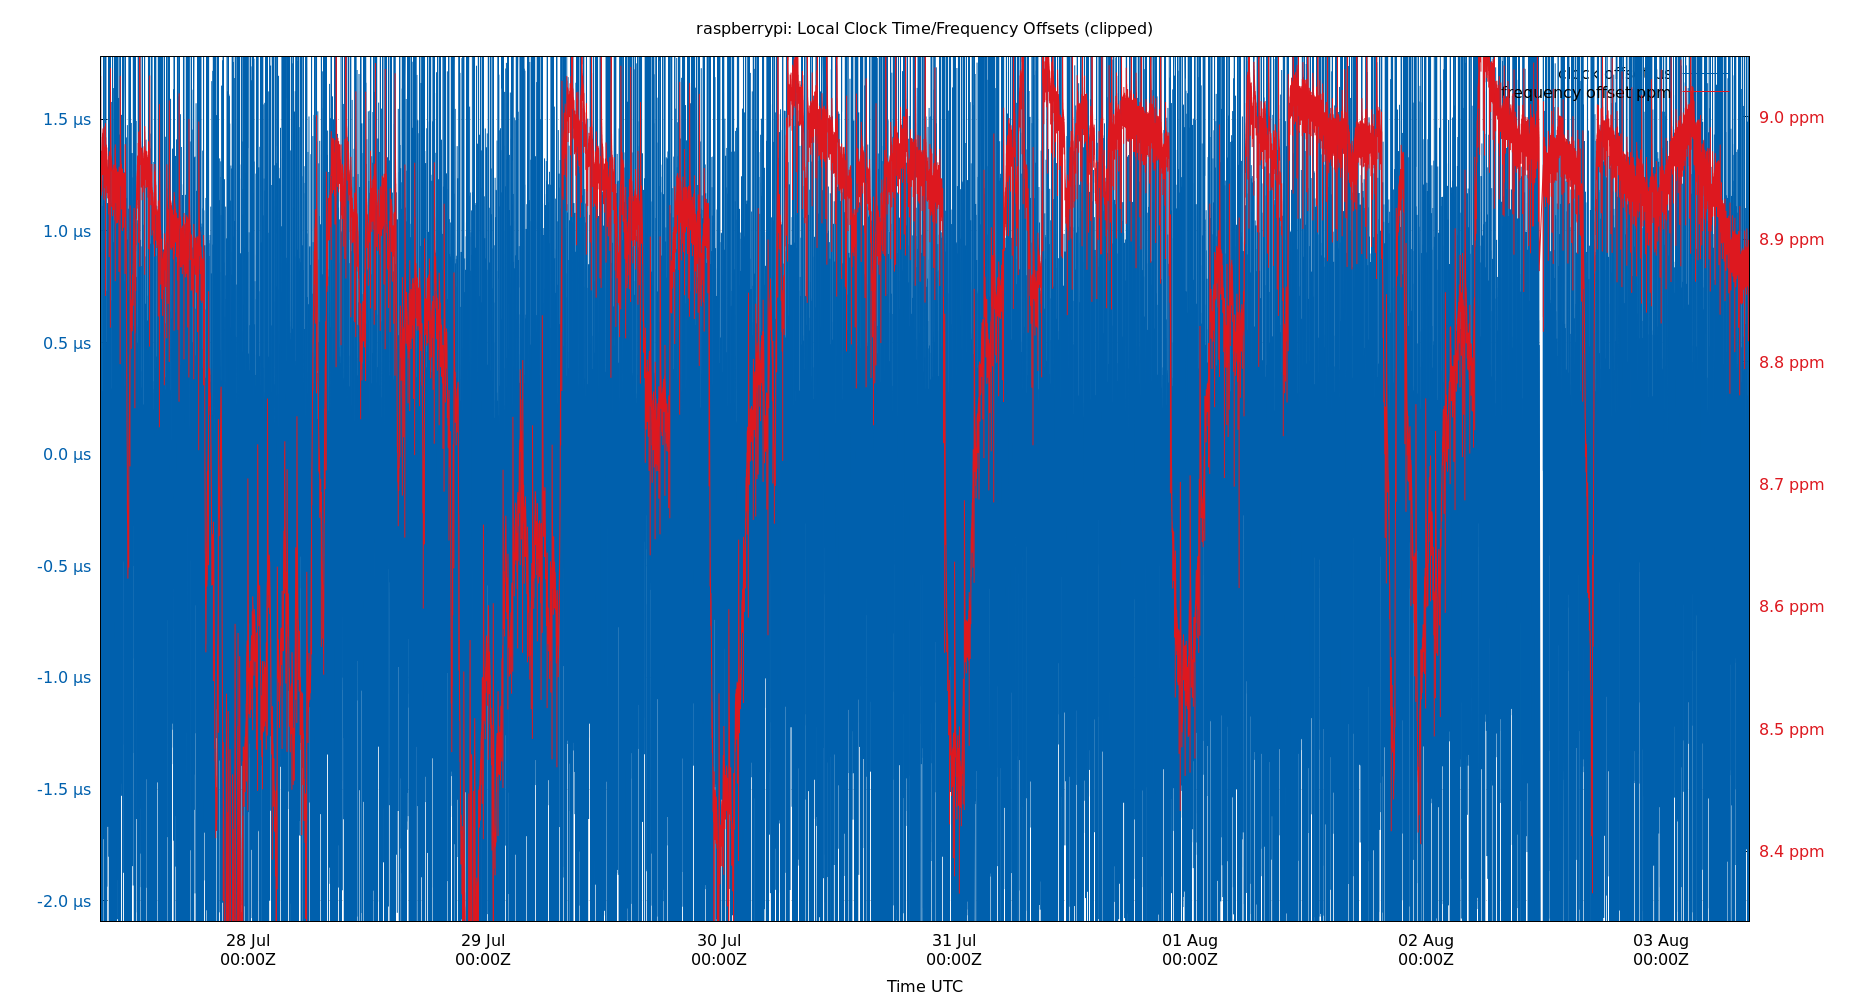 raspberrypi: Local Clock Time/Frequency Offsets (clipped)
clock offset μs
frequency offset ppm
1.5 μs
1.0 μs
0.5 μs
0.0 μs
-0.5 μs
-1.0 μs
-1.5 μs
-2.0 μs
9.0 ppm
8.9 ppm
8.8 ppm
8.7 ppm
8.6 ppm
8.5 ppm
8.4 ppm
28 Jul
00:00Z
29 Jul
00:00Z
30 Jul
00:00Z
31 Jul
00:00Z
01 Aug
00:00Z
02 Aug
00:00Z
03 Aug
00:00Z
Time UTC